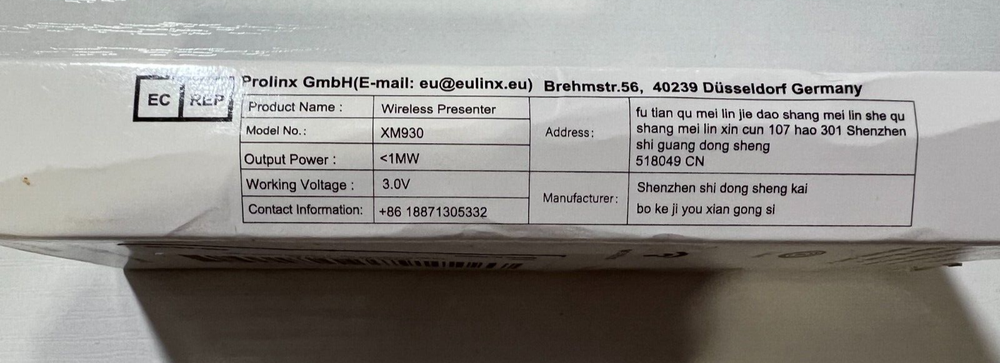 EC REP
Prolinx GmbH(E-mail: eu@eulinx.eu) Brehmstr.56, 40239 Düsseldorf Germany
Product Name : Wireless Presenter
Model No.: XM930
Output Power : <1MW
Working Voltage : 3.0V
Contact Information: +86 18871305332
Address: fu tian qu mei lin jie dao shang mei lin she qu
shang mei lin xin cun 107 hao 301 Shenzhen
shi guang dong sheng
518049 CN
Manufacturer: Shenzhen shi dong sheng kai
bo ke ji you xian gong si